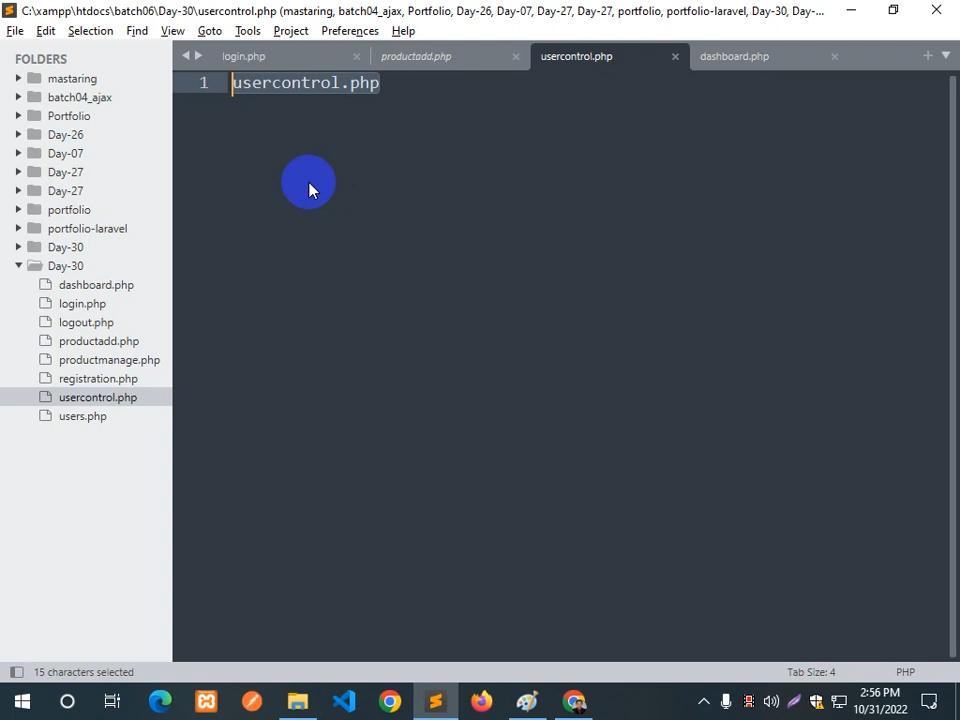 C:\xampp\htdocs\batch06\Day-30\usercontrol.php (mastaring, batch04_ajax, Portfolio, Day-26, Day-07, Day-27, Day-27, portfolio, portfolio-laravel, Day-30, Day-...
File Edit Selection Find View Goto Tools Project Preferences Help
FOLDERS
mastaring
batch04_ajax
Portfolio
Day-26
Day-07
Day-27
Day-27
portfolio
portfolio-laravel
Day-30
Day-30
dashboard.php
login.php
logout.php
productadd.php
productmanage.php
registration.php
usercontrol.php
users.php
login.php productadd.php usercontrol.php dashboard.php
1 usercontrol.php
15 characters selected Tab Size: 4 PHP
2:56 PM
10/31/2022